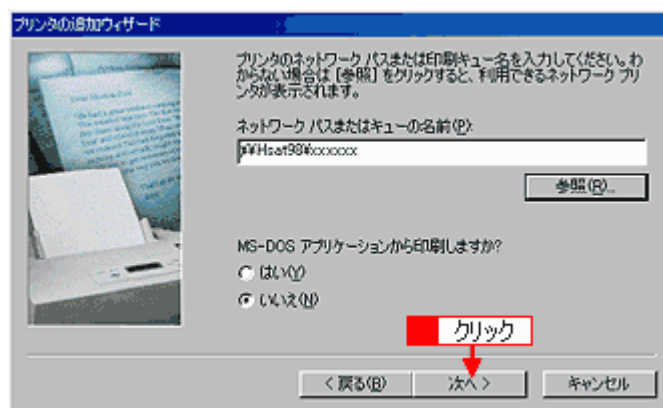 プリンタの追加ウィザード
プリンタのネットワーク パスまたは印刷キュー名を入力してください。わ
からない場合は [参照] をクリックすると、利用できるネットワーク プリ
ンタが表示されます。
ネットワーク パスまたはキューの名前(P):
¥¥Hsat98¥xxxxxx
参照(R)...
MS-DOS アプリケーションから印刷しますか?
はい(Y)
いいえ(N)
クリック
< 戻る(B)
次へ >
キャンセル